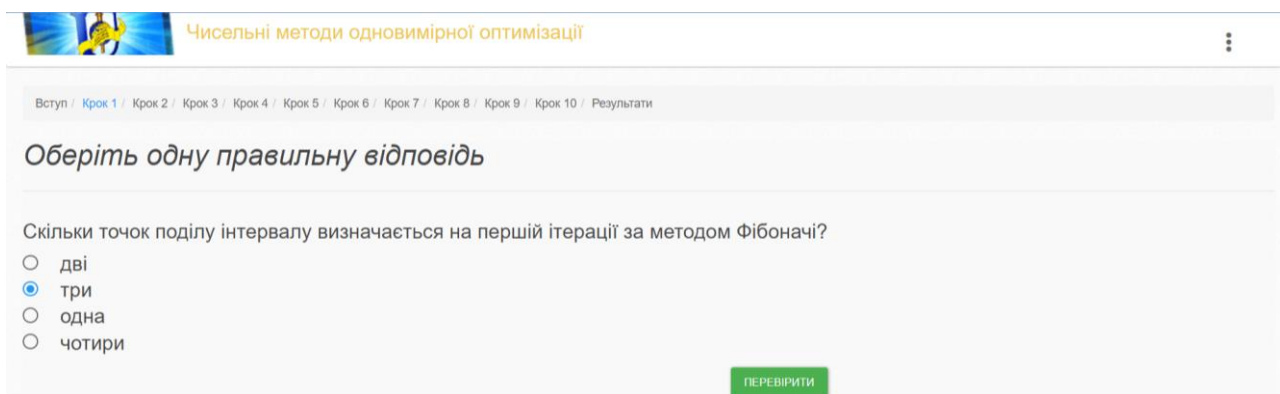 Чисельні методи одновимірної оптимізації
Вступ / Крок 1 / Крок 2 / Крок 3 / Крок 4 / Крок 5 / Крок 6 / Крок 7 / Крок 8 / Крок 9 / Крок 10 / Результати
Оберіть одну правильну відповідь
Скільки точок поділу інтервалу визначається на першій ітерації за методом Фібоначі?
дві
три
одна
чотири
ПЕРЕВІРИТИ